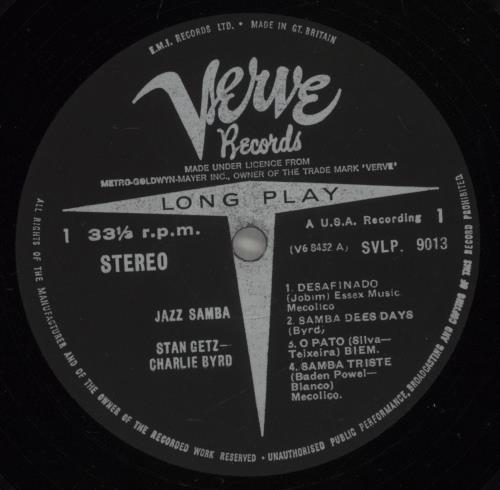 E.M.I. RECORDS LTD. • MADE IN GT. BRITAIN
Verve
Records
MADE UNDER LICENCE FROM
METRO-GOLDWYN-MAYER INC., OWNER OF THE TRADE MARK "VERVE"
LONG PLAY
1 33⅓ r.p.m.
STEREO
A U.S.A. Recording 1
(V6 8432 A) SVLP. 9013
JAZZ SAMBA
STAN GETZ—
CHARLIE BYRD
1. DESAFINADO
(Jobim) Essex Music.
Mecolico
2. SAMBA DEES DAYS
(Byrd)
3. O PATO (Silva—
Teixeira) BIEM.
4. SAMBA TRISTE
(Baden Powel—
Blanco)
Mecolico.
ALL RIGHTS OF THE MANUFACTURER AND OF THE OWNER OF THE RECORDED WORK RESERVED • UNAUTHORISED PUBLIC PERFORMANCE, BROADCASTING AND COPYING OF THIS RECORD PROHIBITED.